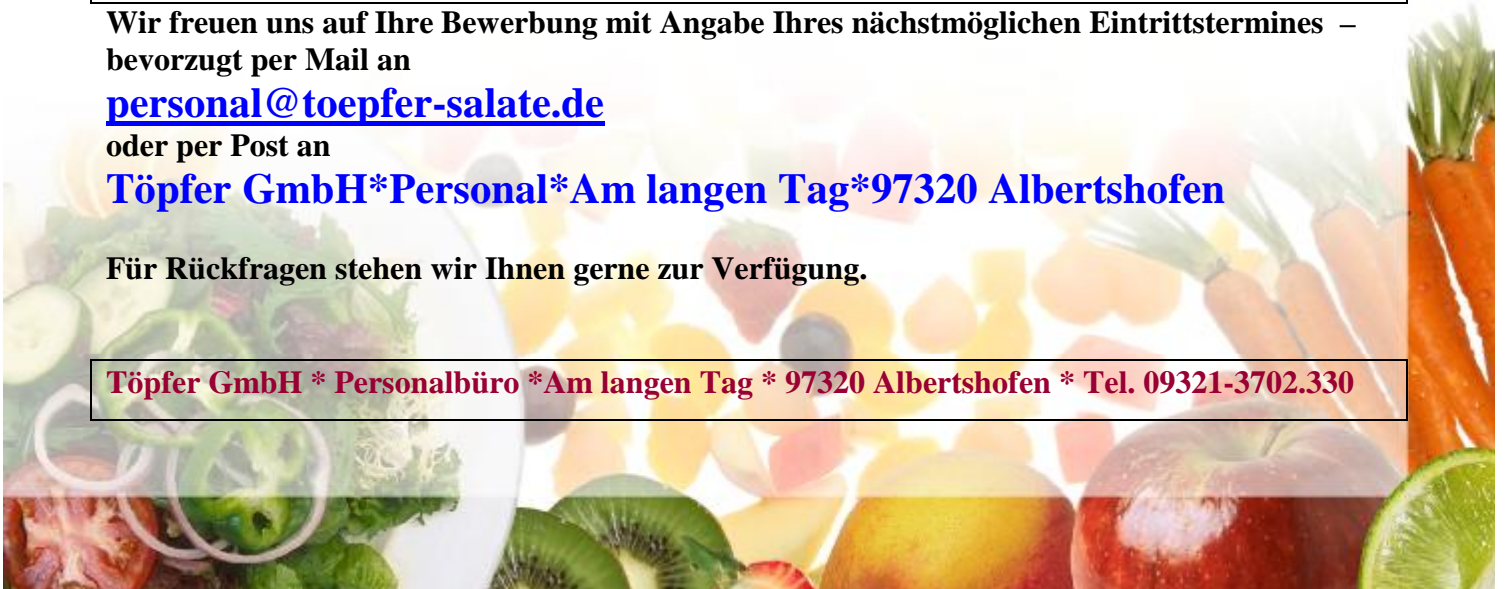 Wir freuen uns auf Ihre Bewerbung mit Angabe Ihres nächstmöglichen Eintrittstermines –
bevorzugt per Mail an
personal@toepfer-salate.de
oder per Post an
Töpfer GmbH*Personal*Am langen Tag*97320 Albertshofen
Für Rückfragen stehen wir Ihnen gerne zur Verfügung.
Töpfer GmbH * Personalbüro *Am langen Tag * 97320 Albertshofen * Tel. 09321-3702.330